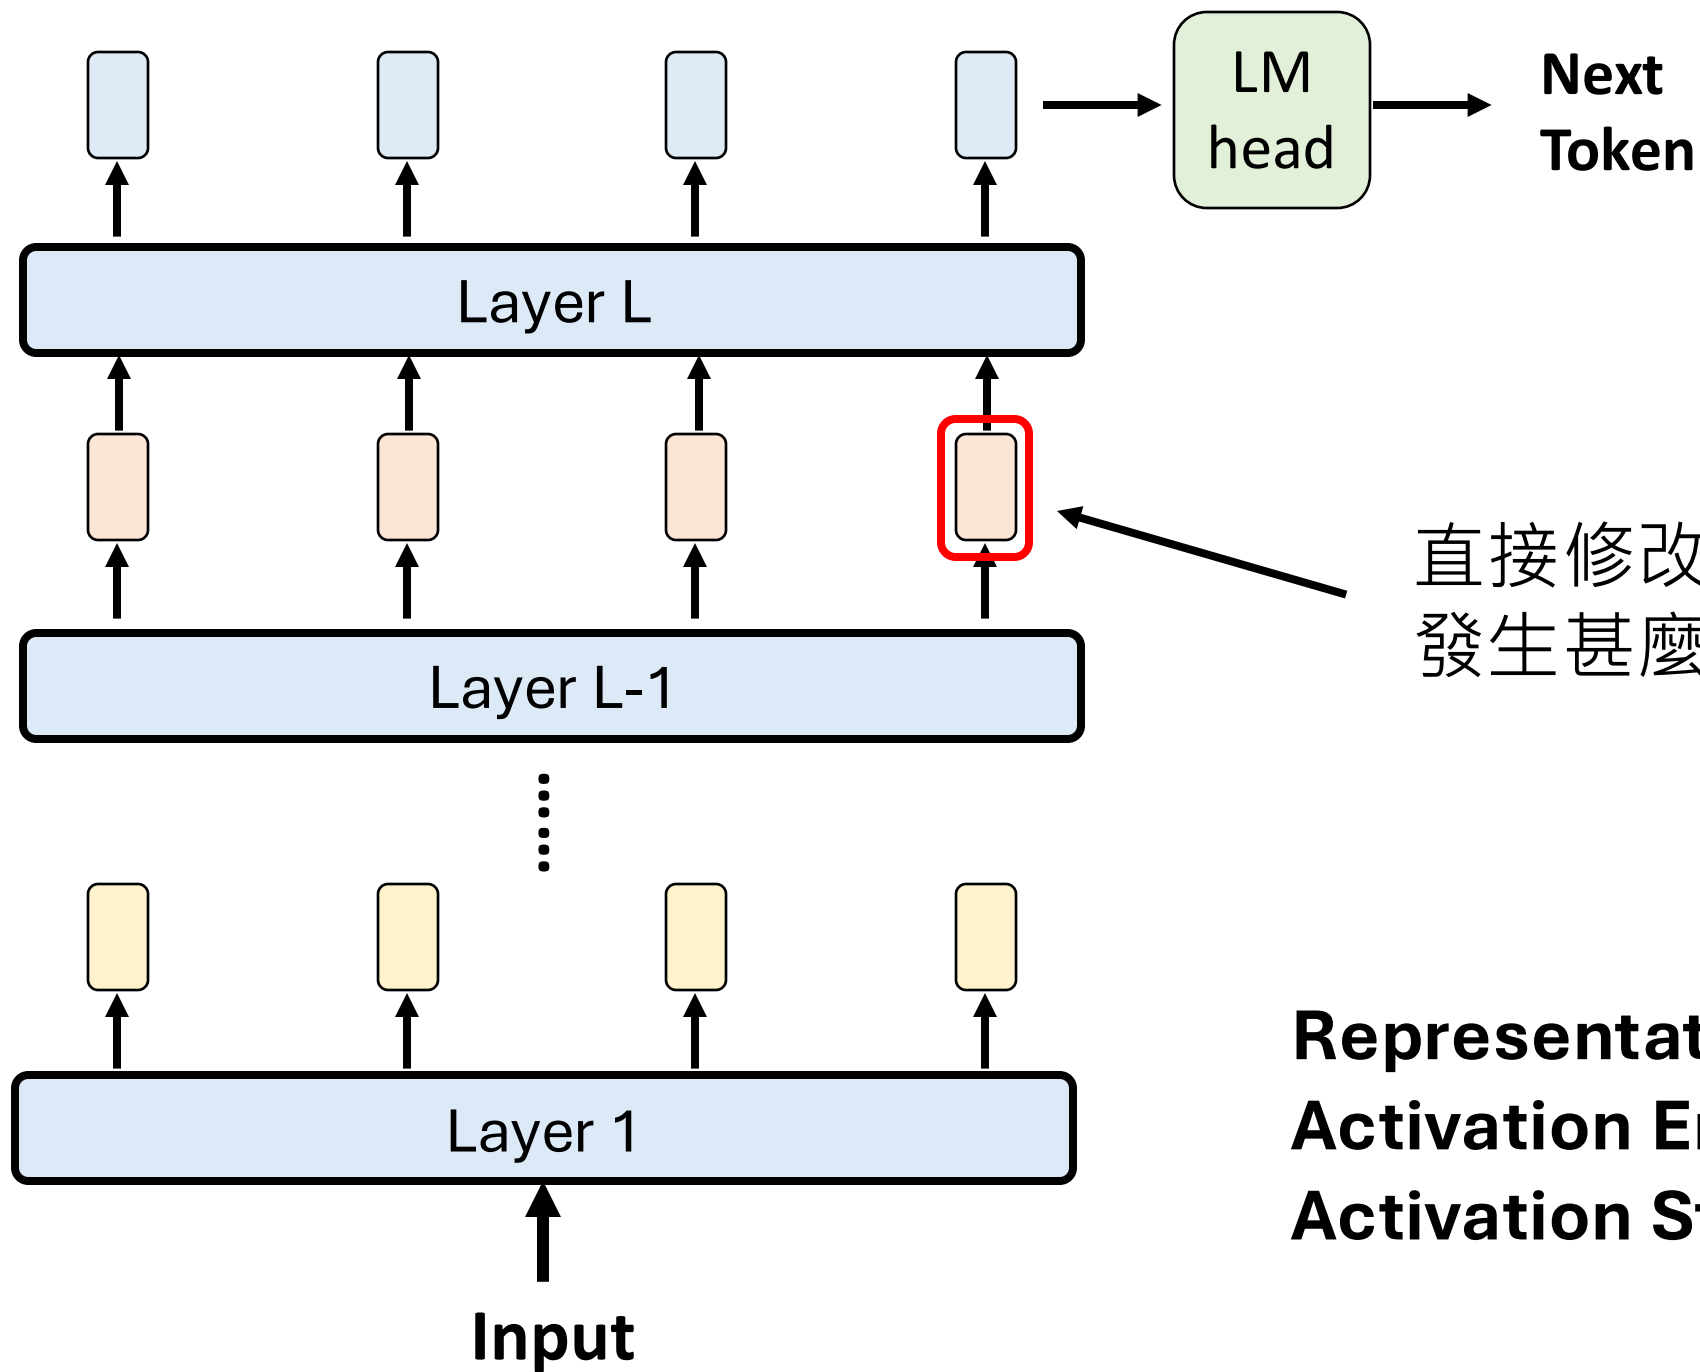 LM
head
Next
Token
Layer L
直接修改
發生甚麼
Layer L-1
Layer 1
Activation
Activation
Input